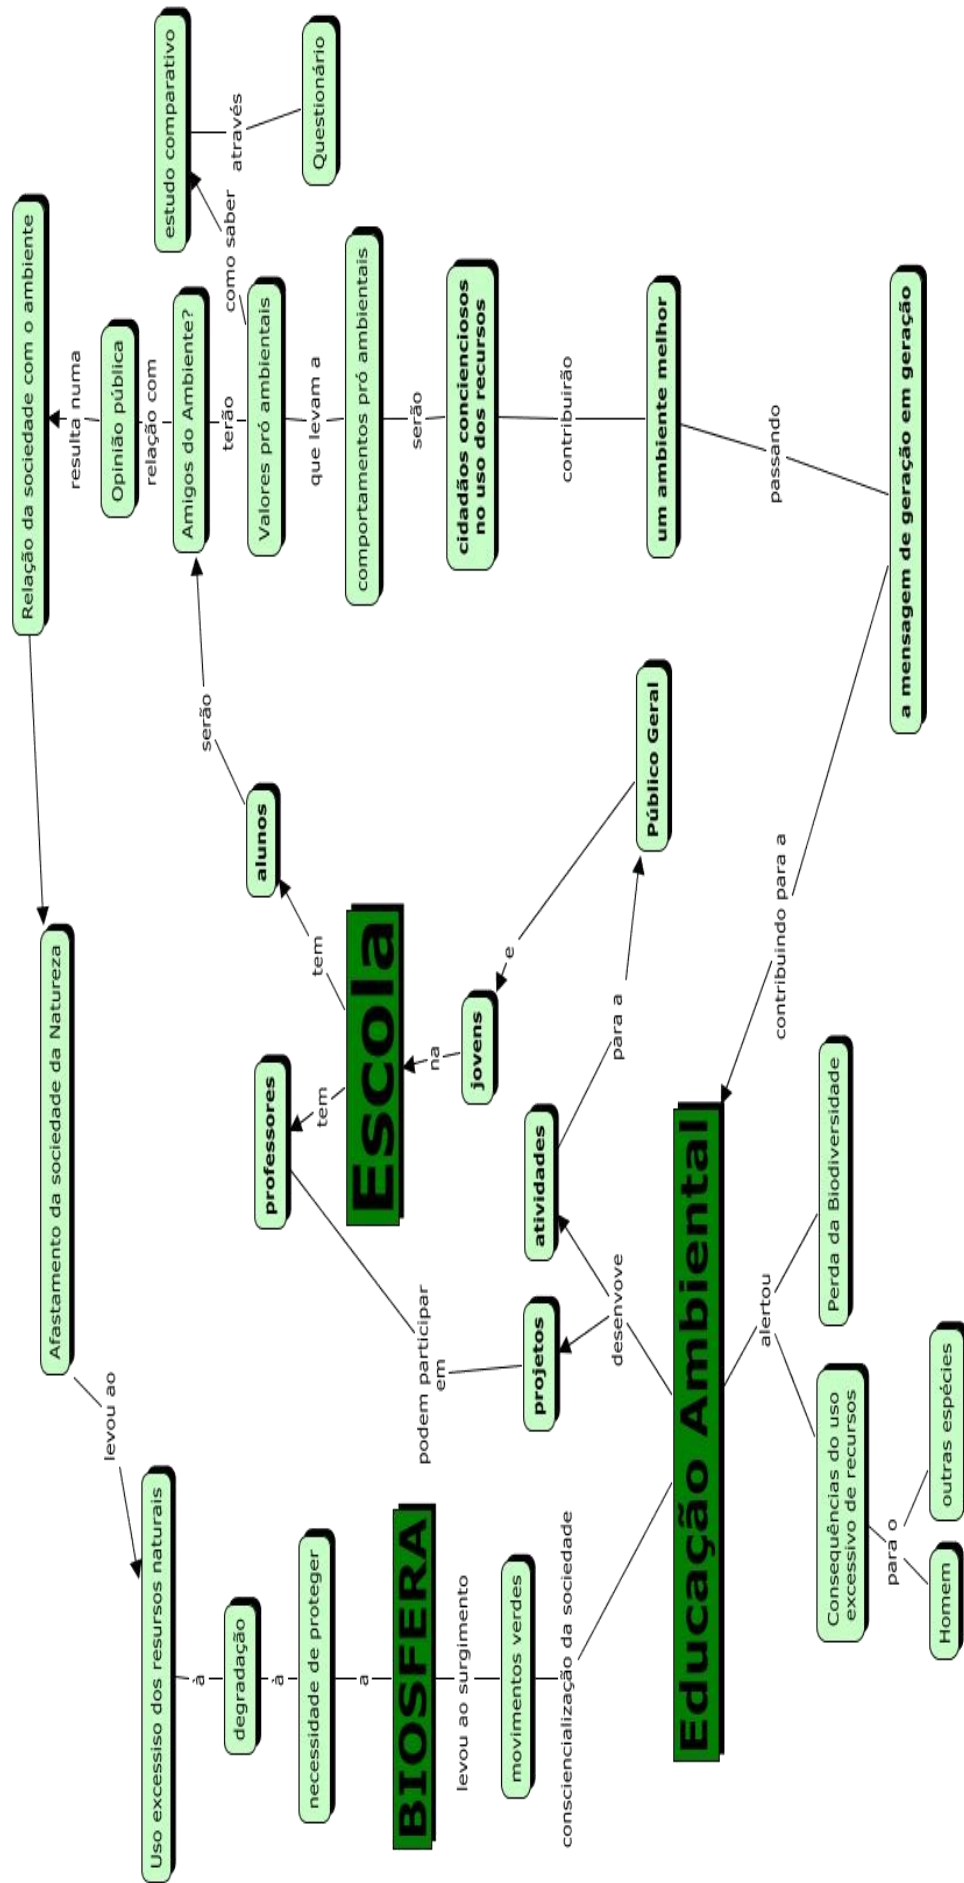 Relação da sociedade com o ambiente
resulta numa
Opinião pública
relação com
Amigos do Ambiente?
terão
Valores pró ambientais
como saber
estudo comparativo
através
Questionário
que levam a
comportamentos pró ambientais
serão
cidadãos concienciosos
no uso dos recursos
contribuirão
um ambiente melhor
passando
a mensagem de geração em geração
contribuindo para a
Afastamento da sociedade da Natureza
levou ao
Uso excessiso dos resursos naturais
à
degradação
à
necessidade de proteger
a
BIOSFERA
levou ao surgimento
movimentos verdes
consciencialização da sociedade
Educação Ambiental
desenvove
projetos
atividades
podem participar
em
professores
tem
Escola
tem
alunos
serão
na
jovens
e
para a
Público Geral
alertou
Consequências do uso
excessivo de recursos
Perda da Biodiversidade
para o
Homem
outras espécies